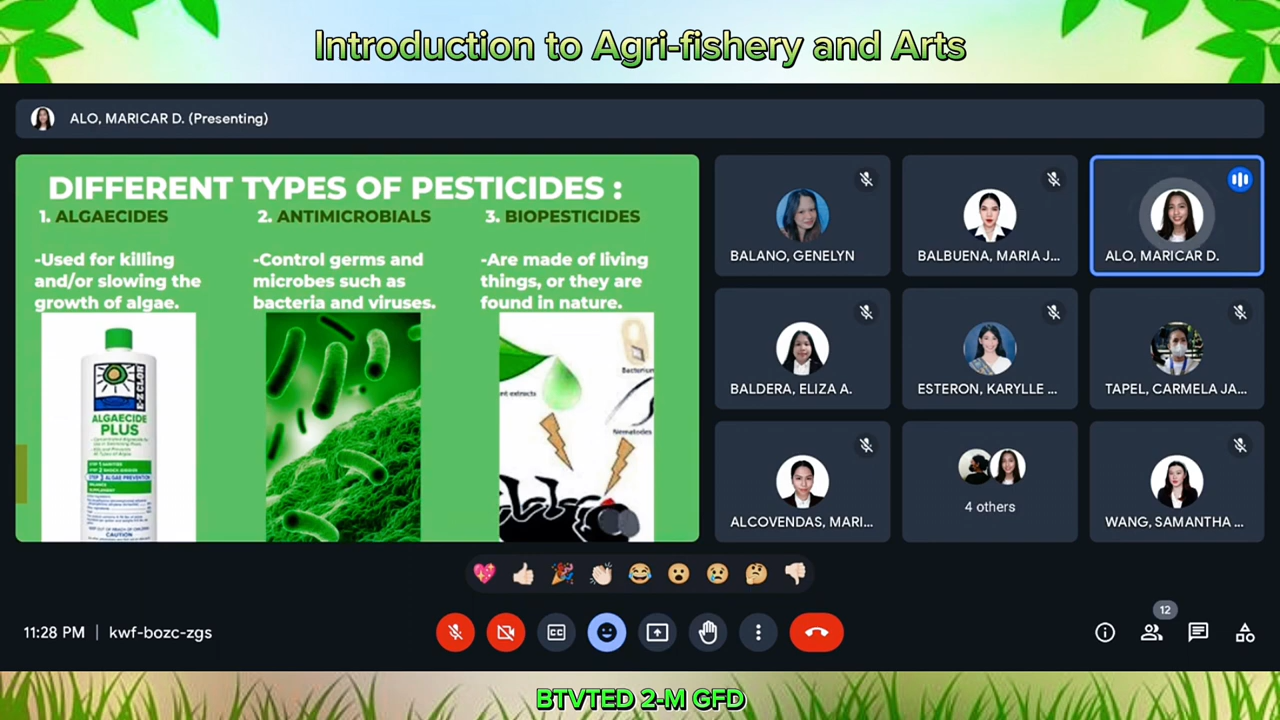 Introduction to Agri-fishery and Arts
ALO, MARICAR D. (Presenting)
DIFFERENT TYPES OF PESTICIDES :
1. ALGAECIDES
-Used for killing
and/or slowing the
growth of algae.
ALGAECIDE
PLUS
CAUTION
2. ANTIMICROBIALS
-Control germs and
microbes such as
bacteria and viruses.
3. BIOPESTICIDES
-Are made of living
things, or they are
found in nature.
Bacterium
nt extracts
Nematodes
BALANO, GENELYN
BALBUENA, MARIA J...
ALO, MARICAR D.
BALDERA, ELIZA A.
ESTERON, KARYLLE ...
TAPEL, CARMELA JA...
ALCOVENDAS, MARI...
4 others
WANG, SAMANTHA ...
11:28 PM | kwf-bozc-zgs
CC
12
BTVTED 2-M GFD